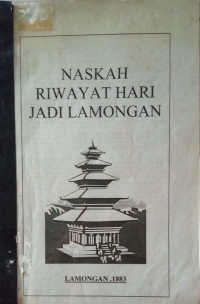 NASKAH
RIWAYAT HARI
JADI LAMONGAN
LAMONGAN ,1883